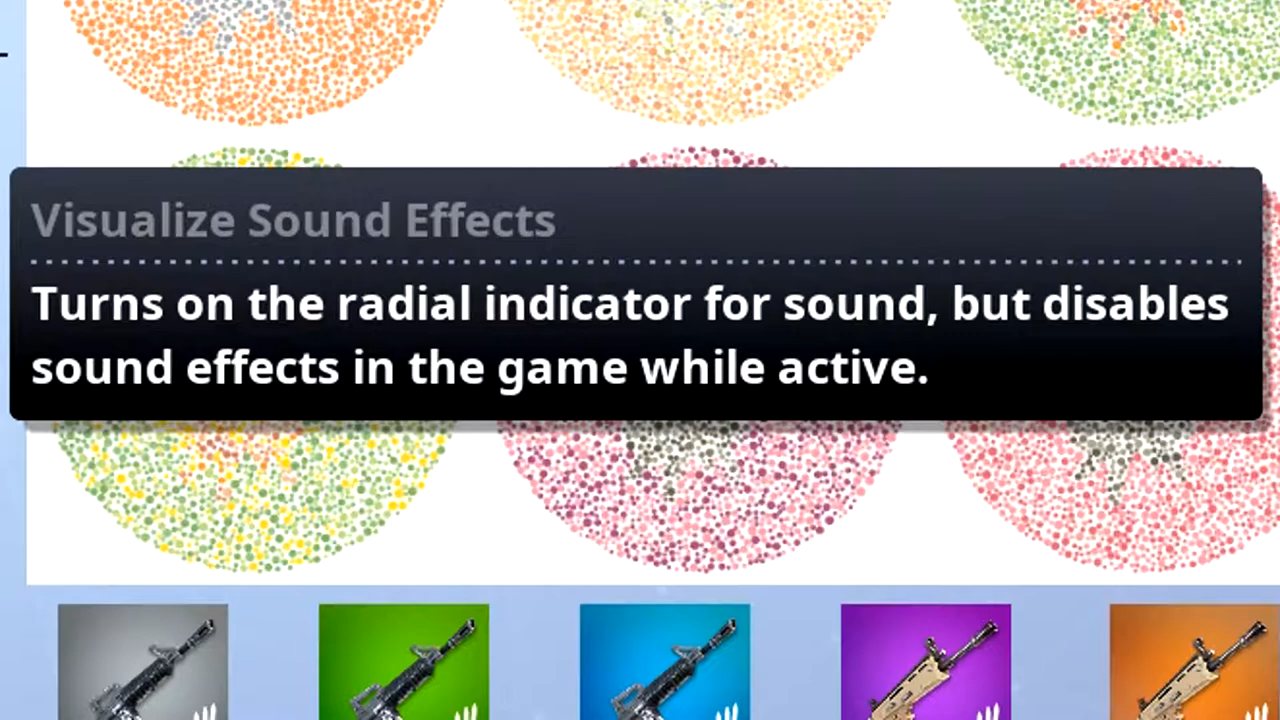 Visualize Sound Effects
Turns on the radial indicator for sound, but disables
sound effects in the game while active.